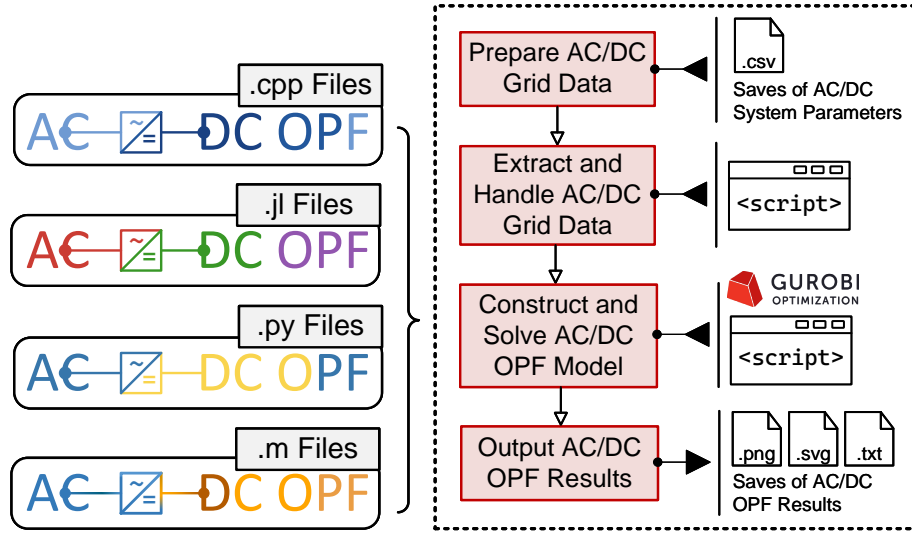 .cpp Files
AC ~ = DC OPF
.jl Files
AC ~ = DC OPF
.py Files
AC ~ = DC OPF
.m Files
AC ~ = DC OPF
Prepare AC/DC
Grid Data
.csv
Saves of AC/DC
System Parameters
Extract and
Handle AC/DC
Grid Data
<script>
Construct and
Solve AC/DC
OPF Model
GUROBI
OPTIMIZATION
<script>
Output AC/DC
OPF Results
.png .svg .txt
Saves of AC/DC
OPF Results